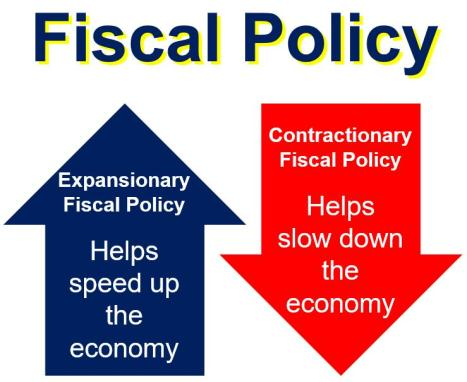 Fiscal Policy
Expansionary
Fiscal Policy
Helps
speed up
the
economy
Contractionary
Fiscal Policy
Helps
slow down
the
economy